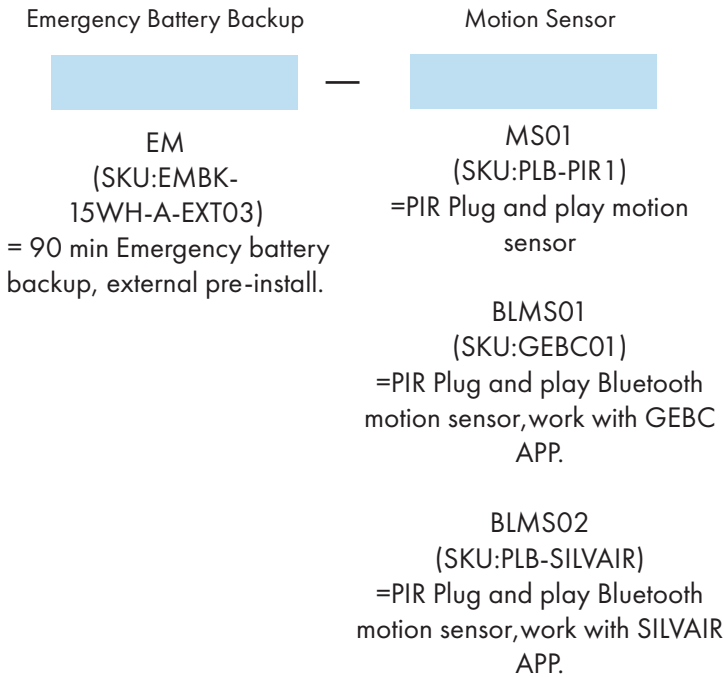 Emergency Battery Backup
Motion Sensor
—
EM
(SKU:EMBK-
15WH-A-EXT03)
= 90 min Emergency battery
backup, external pre-install.
MS01
(SKU:PLB-PIR1)
=PIR Plug and play motion
sensor
BLMS01
(SKU:GEBC01)
=PIR Plug and play Bluetooth
motion sensor,work with GEBC
APP.
BLMS02
(SKU:PLB-SILVAIR)
=PIR Plug and play Bluetooth
motion sensor,work with SILVAIR
APP.